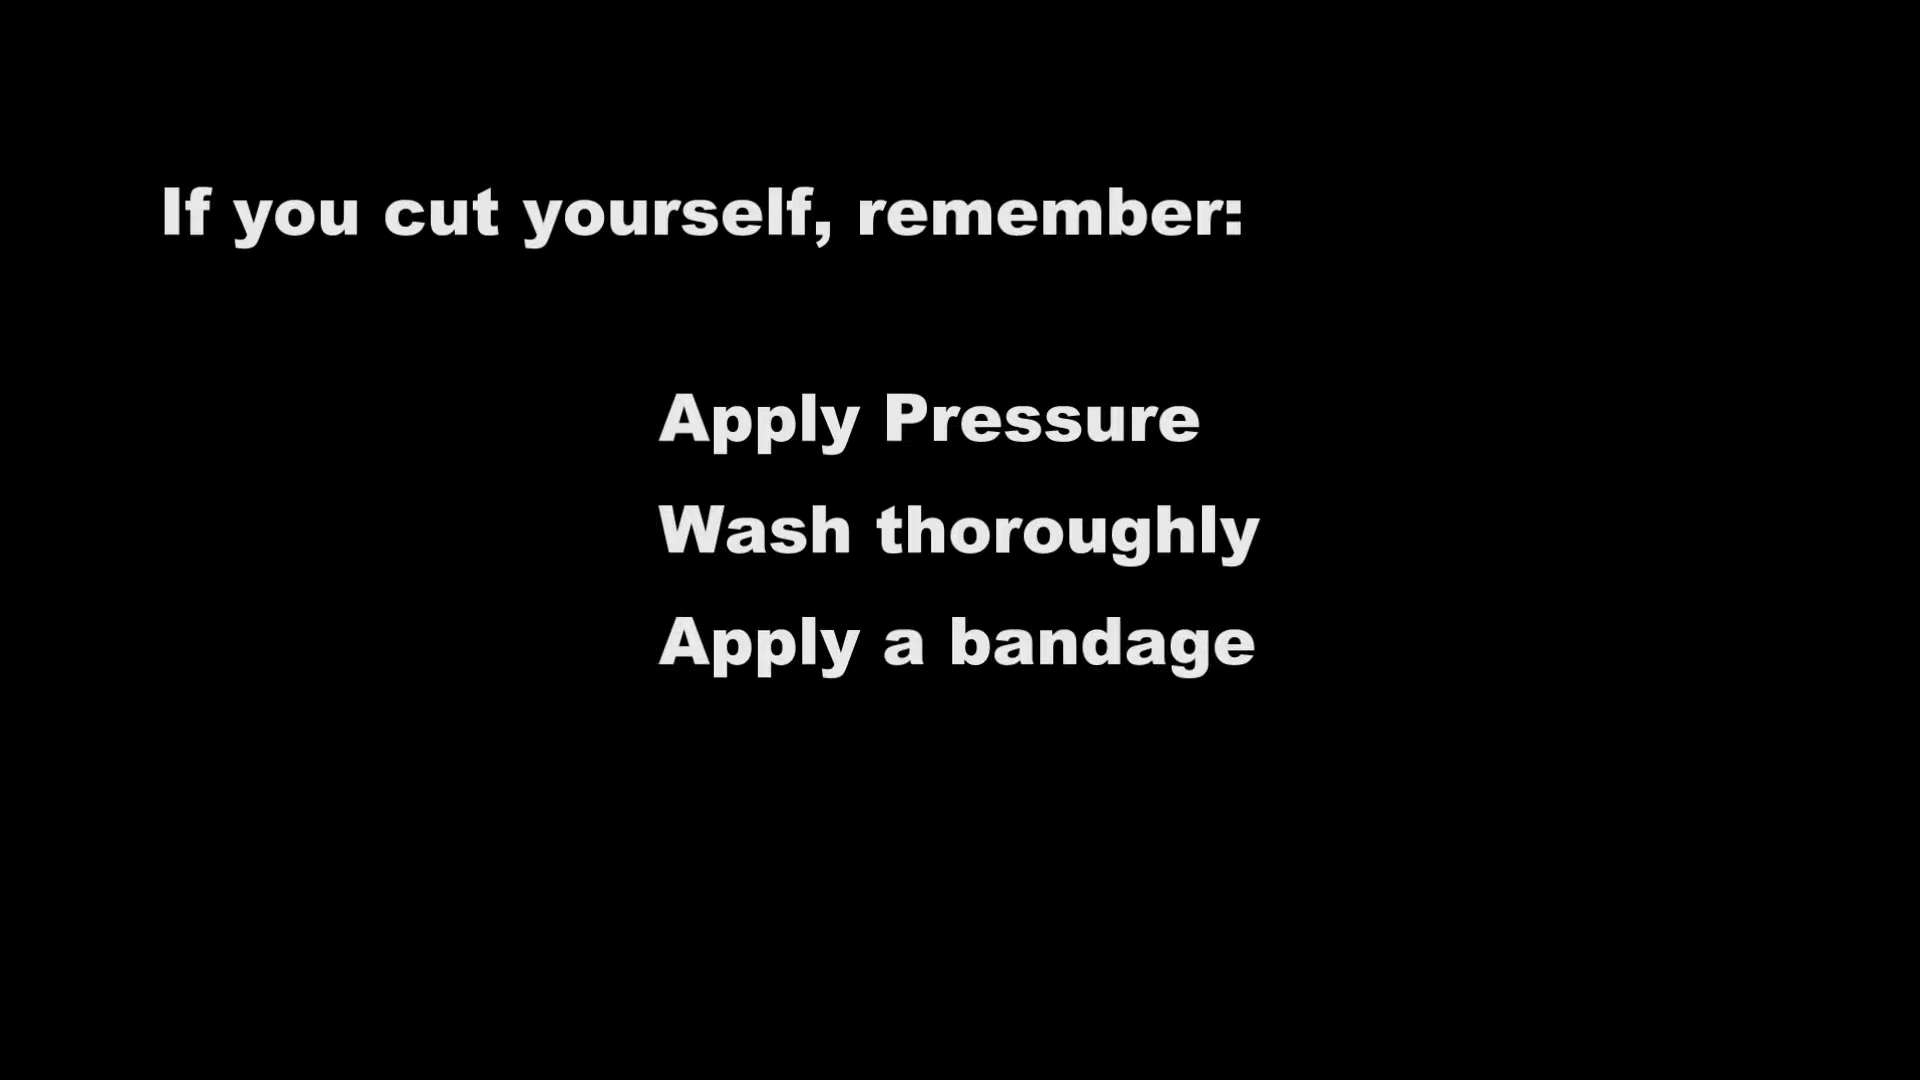 If you cut yourself, remember:
Apply Pressure
Wash thoroughly
Apply a bandage